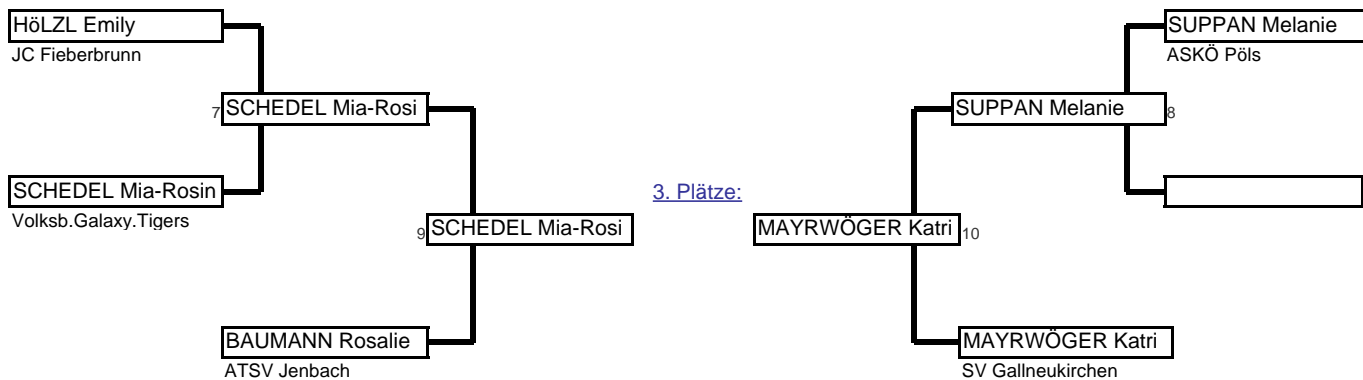 HöLZL Emily
JC Fieberbrunn
SUPPAN Melanie
ASKÖ Pöls
7 SCHEDEL Mia-Rosi
SUPPAN Melanie 8
SCHEDEL Mia-Rosin
Volksb.Galaxy.Tigers
3. Plätze:
9 SCHEDEL Mia-Rosi
MAYRWÖGER Katri 10
BAUMANN Rosalie
ATSV Jenbach
MAYRWÖGER Katri
SV Gallneukirchen